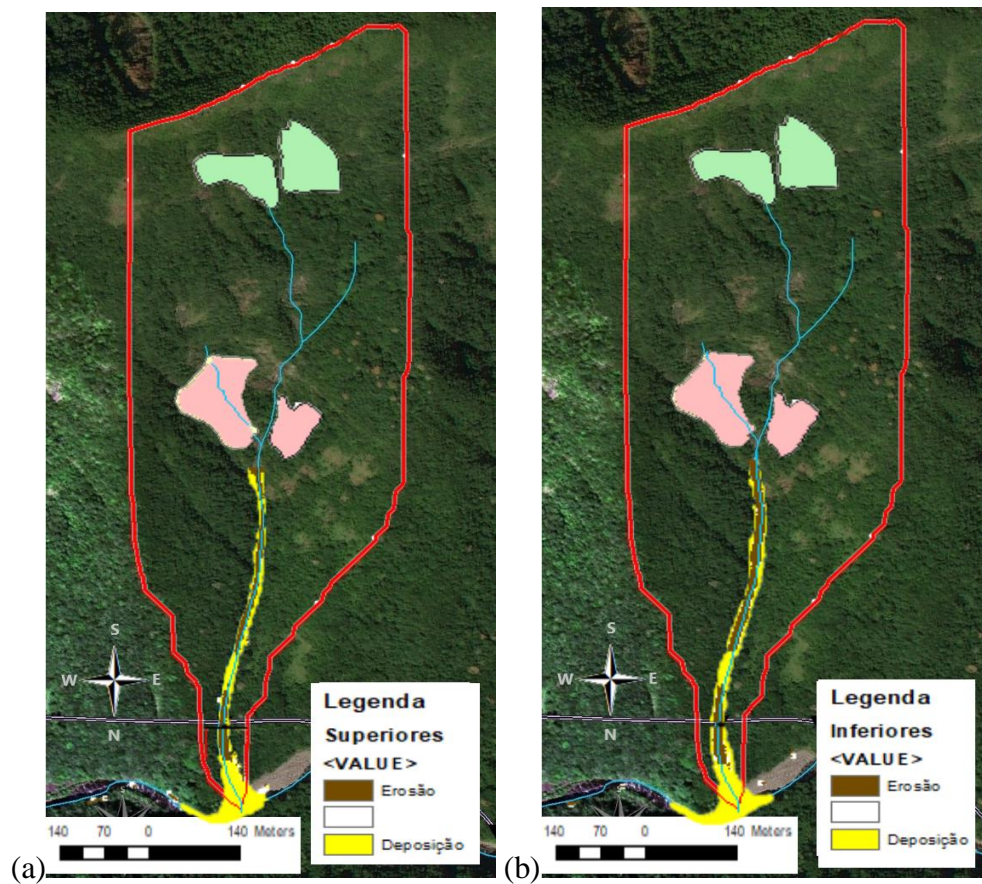 S
W E
N
Legenda
Superiores
<VALUE>
Erosão
Deposição
140 70 0 140 Meters
(a)
S
W E
N
Legenda
Inferiores
<VALUE>
Erosão
Deposição
140 70 0 140 Meters
(b)